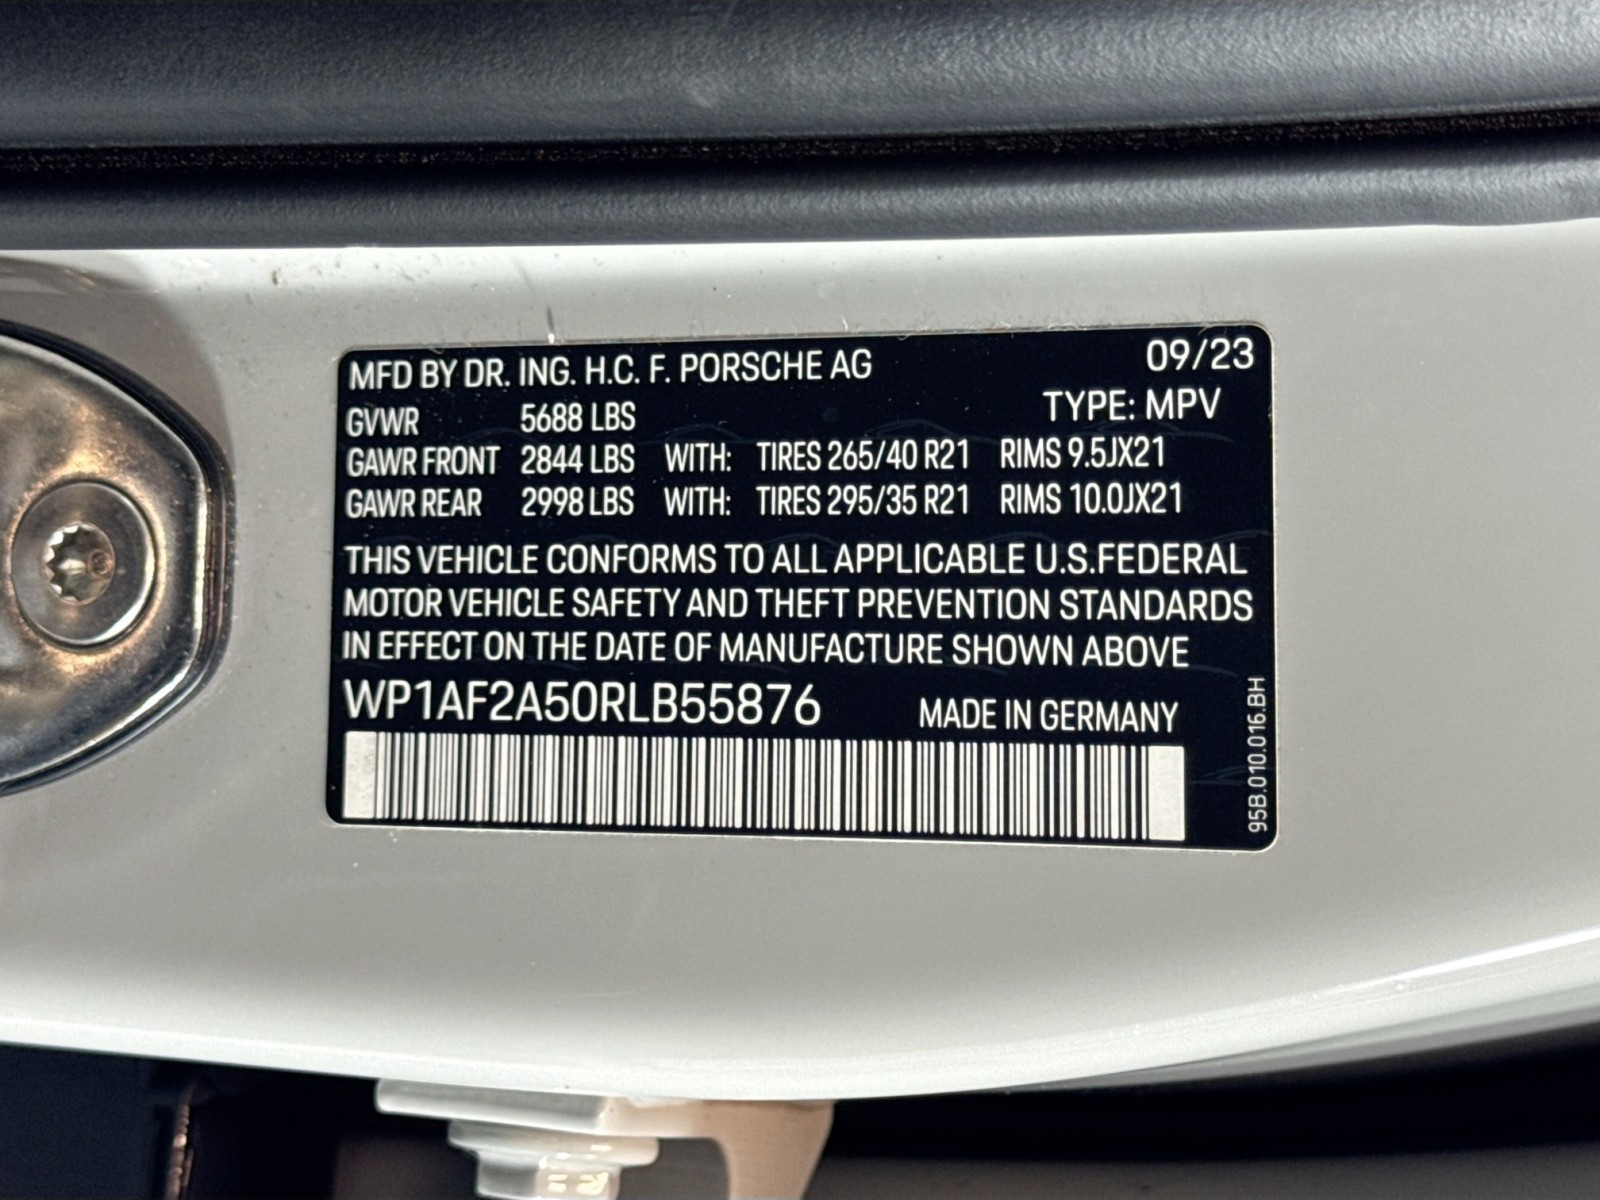 MFD BY DR. ING. H.C. F. PORSCHE AG 09/23
TYPE: MPV
GVWR 5688 LBS
GAWR FRONT 2844 LBS WITH: TIRES 265/40 R21 RIMS 9.5JX21
GAWR REAR 2998 LBS WITH: TIRES 295/35 R21 RIMS 10.0JX21
THIS VEHICLE CONFORMS TO ALL APPLICABLE U.S.FEDERAL
MOTOR VEHICLE SAFETY AND THEFT PREVENTION STANDARDS
IN EFFECT ON THE DATE OF MANUFACTURE SHOWN ABOVE
WP1AF2A50RLB55876 MADE IN GERMANY
95B.010.016.BH